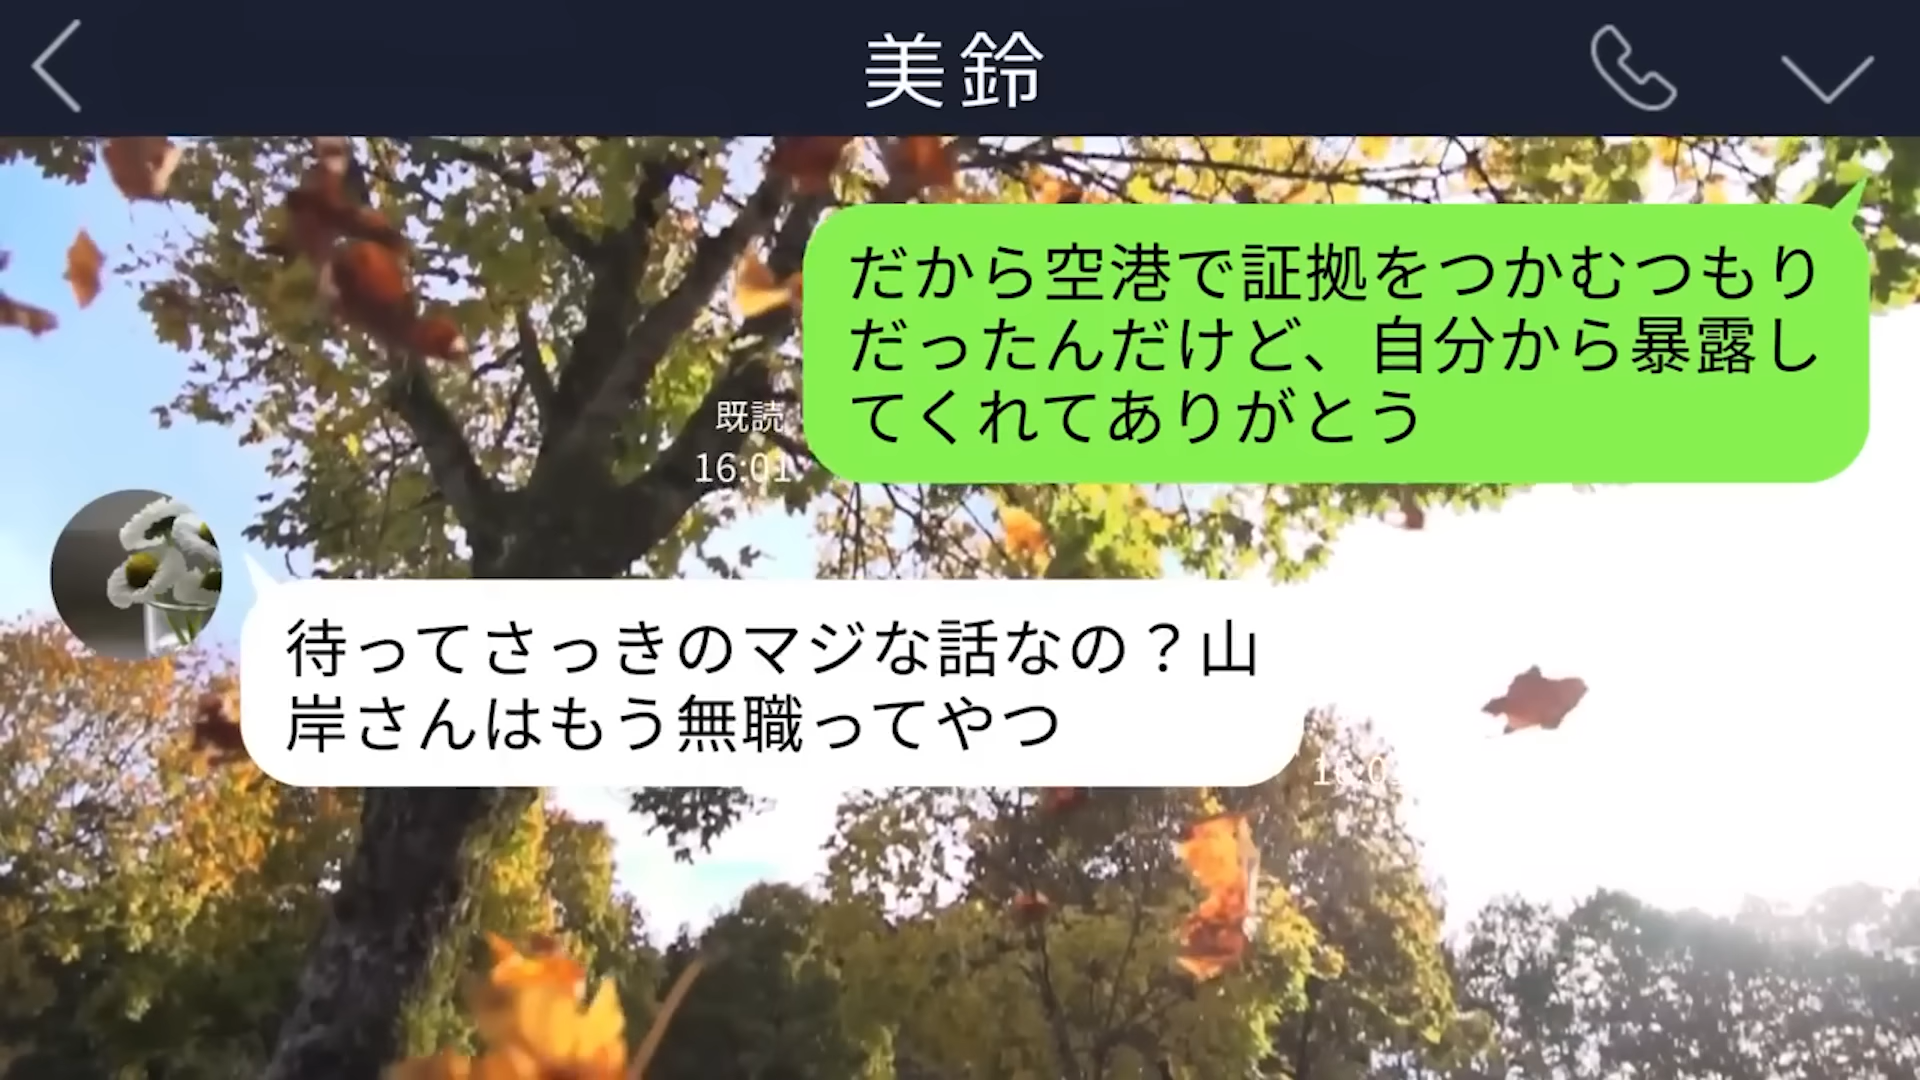 美鈴
だから空港で証拠をつかむつもり
だったんだけど、自分から暴露し
てくれてありがとう
既読
16:01
待ってさっきのマジな話なの？山
岸さんはもう無職ってやつ